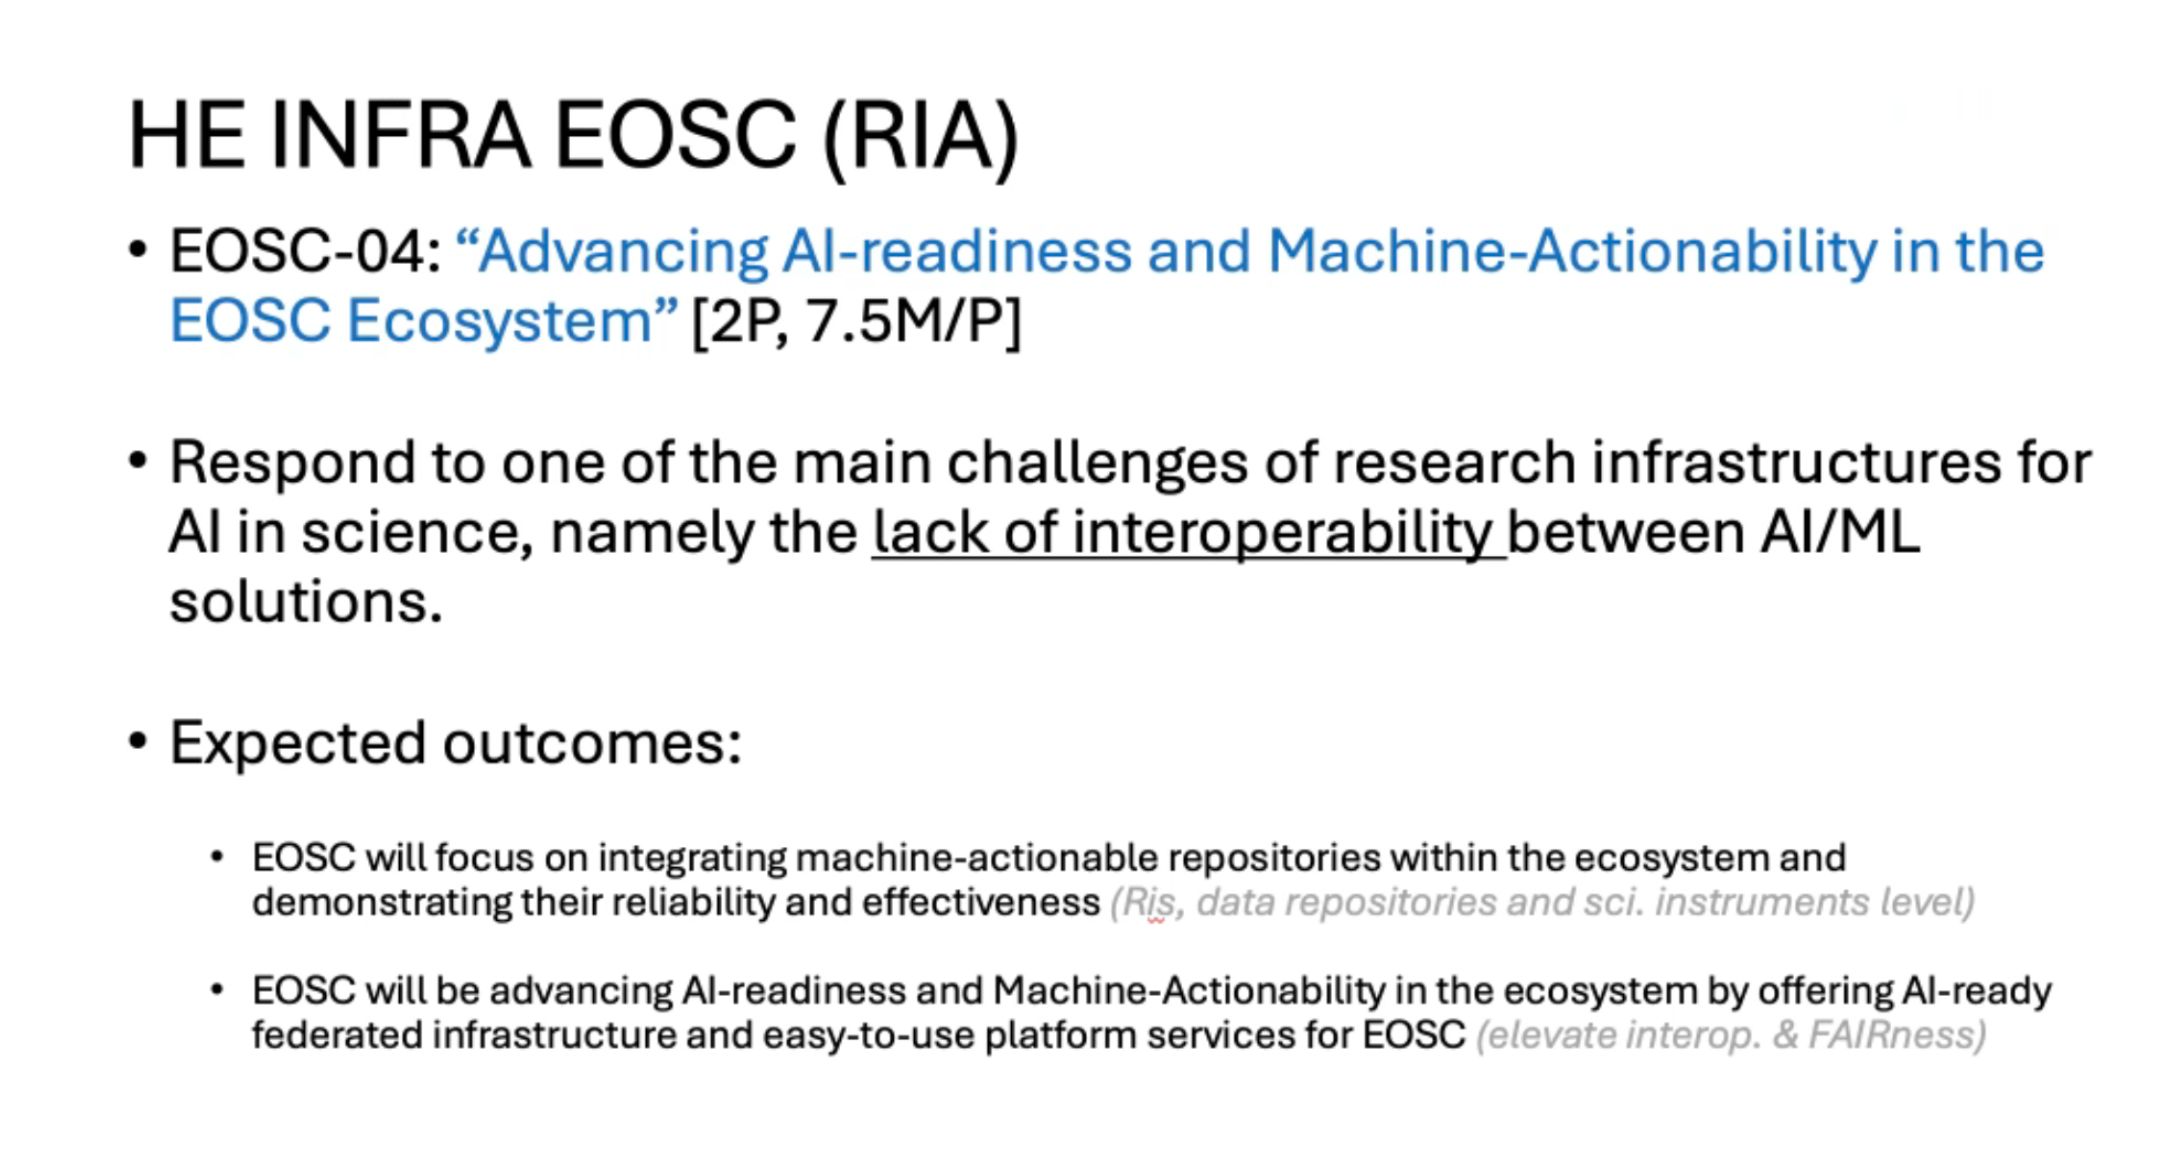 HE INFRA EOSC (RIA)
• EOSC-04: “Advancing AI-readiness and Machine-Actionability in the
EOSC Ecosystem” [2P, 7.5M/P]
• Respond to one of the main challenges of research infrastructures for
AI in science, namely the lack of interoperability between AI/ML
solutions.
• Expected outcomes:
• EOSC will focus on integrating machine-actionable repositories within the ecosystem and
demonstrating their reliability and effectiveness (Ris, data repositories and sci. instruments level)
• EOSC will be advancing AI-readiness and Machine-Actionability in the ecosystem by offering AI-ready
federated infrastructure and easy-to-use platform services for EOSC (elevate interop. & FAIRness)